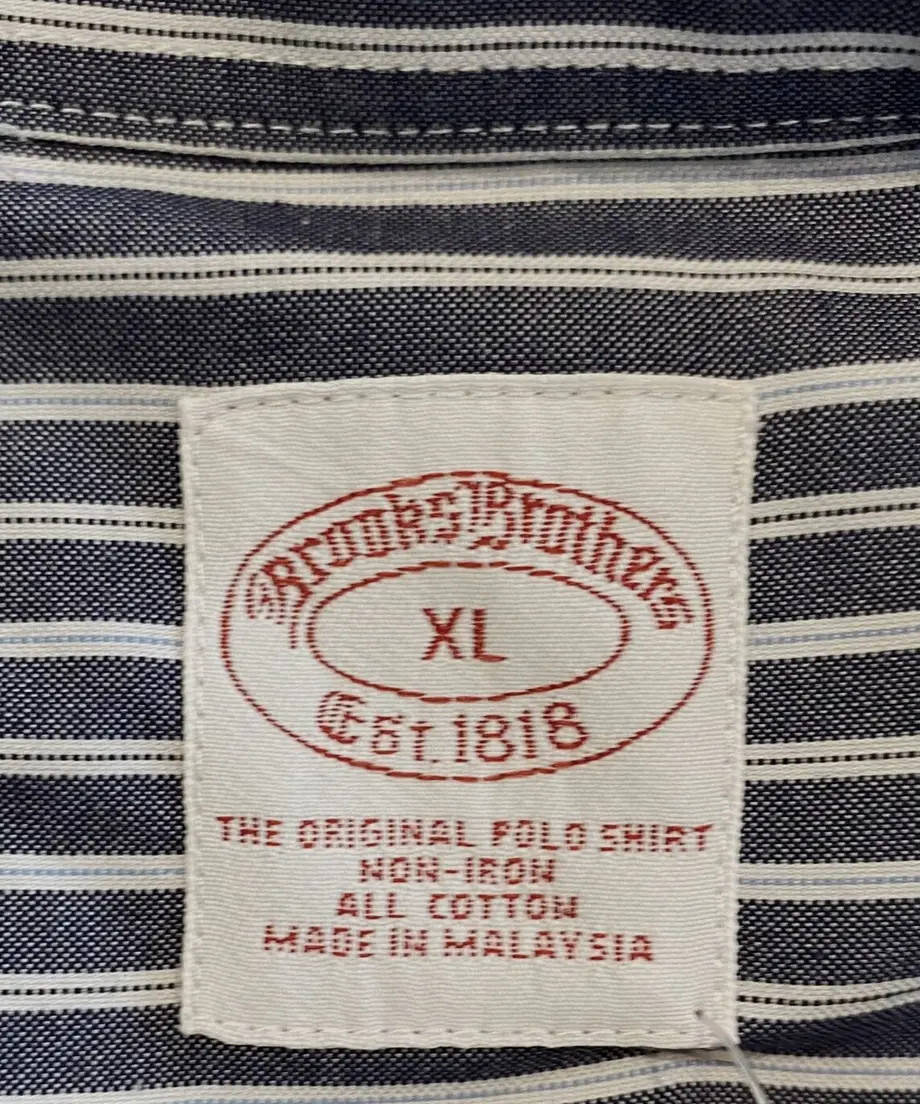 Brooks Brothers
XL
Est. 1818
THE ORIGINAL POLO SHIRT
NON-IRON
ALL COTTON
MADE IN MALAYSIA